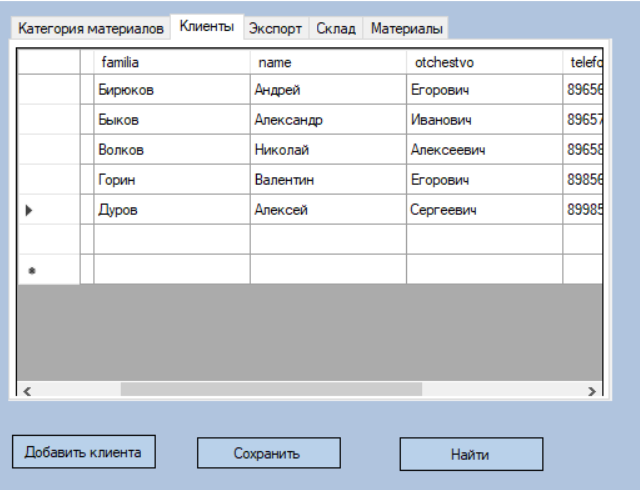 Категория материалов Клиенты Экспорт Склад Материалы
familia name otchestvo telefo
Бирюков Андрей Егорович 89656
Быков Александр Иванович 89657
Волков Николай Алексеевич 89658
Горин Валентин Егорович 89856
Дуров Алексей Сергеевич 89985
Добавить клиента Сохранить Найти